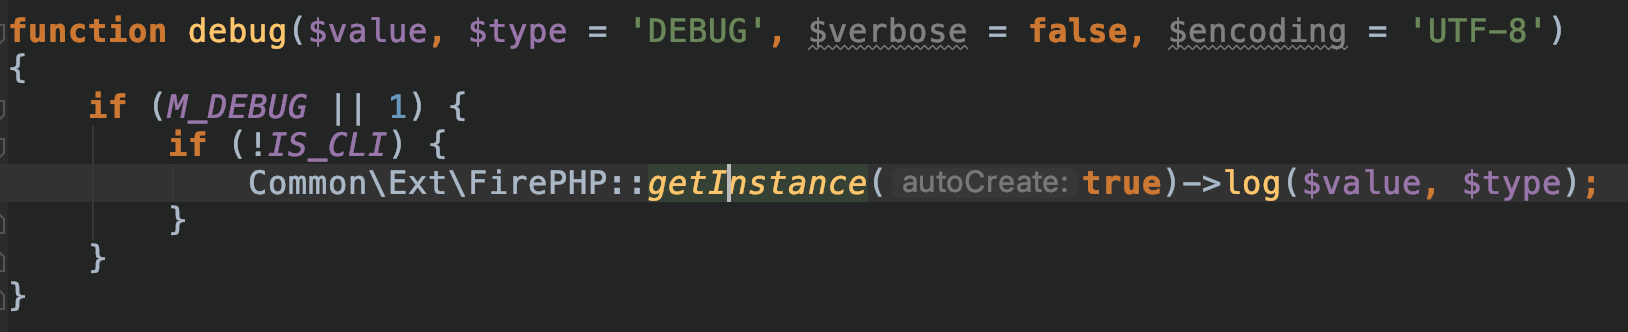 function debug($value, $type = 'DEBUG', $verbose = false, $encoding = 'UTF-8')
{
    if (M_DEBUG || 1) {
        if (!IS_CLI) {
            Common\Ext\FirePHP::getInstance( autoCreate: true)->log($value, $type);
        }
    }
}